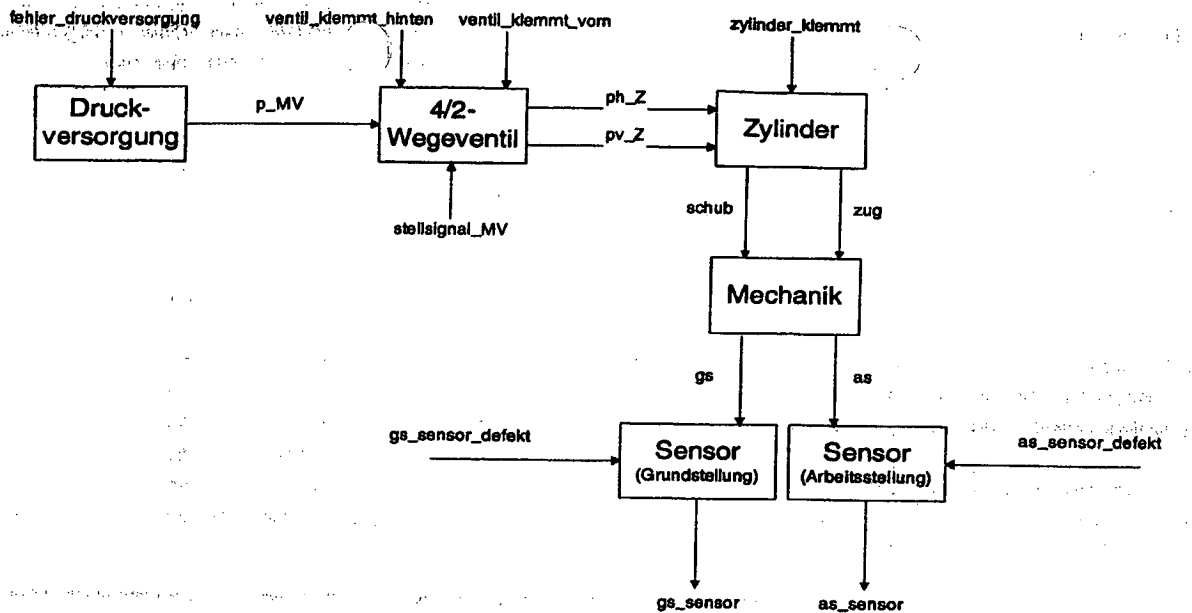 fehler_druckversorgung
ventil_klemmt_hinten
ventil_klemmt_vorn
zylinder_klemmt
Druck-
versorgung
p_MV
4/2-
Wegeventil
ph_Z
pv_Z
Zylinder
stellsignal_MV
schub
zug
Mechanik
gs
as
gs_sensor_defekt
Sensor
(Grundstellung)
Sensor
(Arbeitsstellung)
as_sensor_defekt
gs_sensor
as_sensor